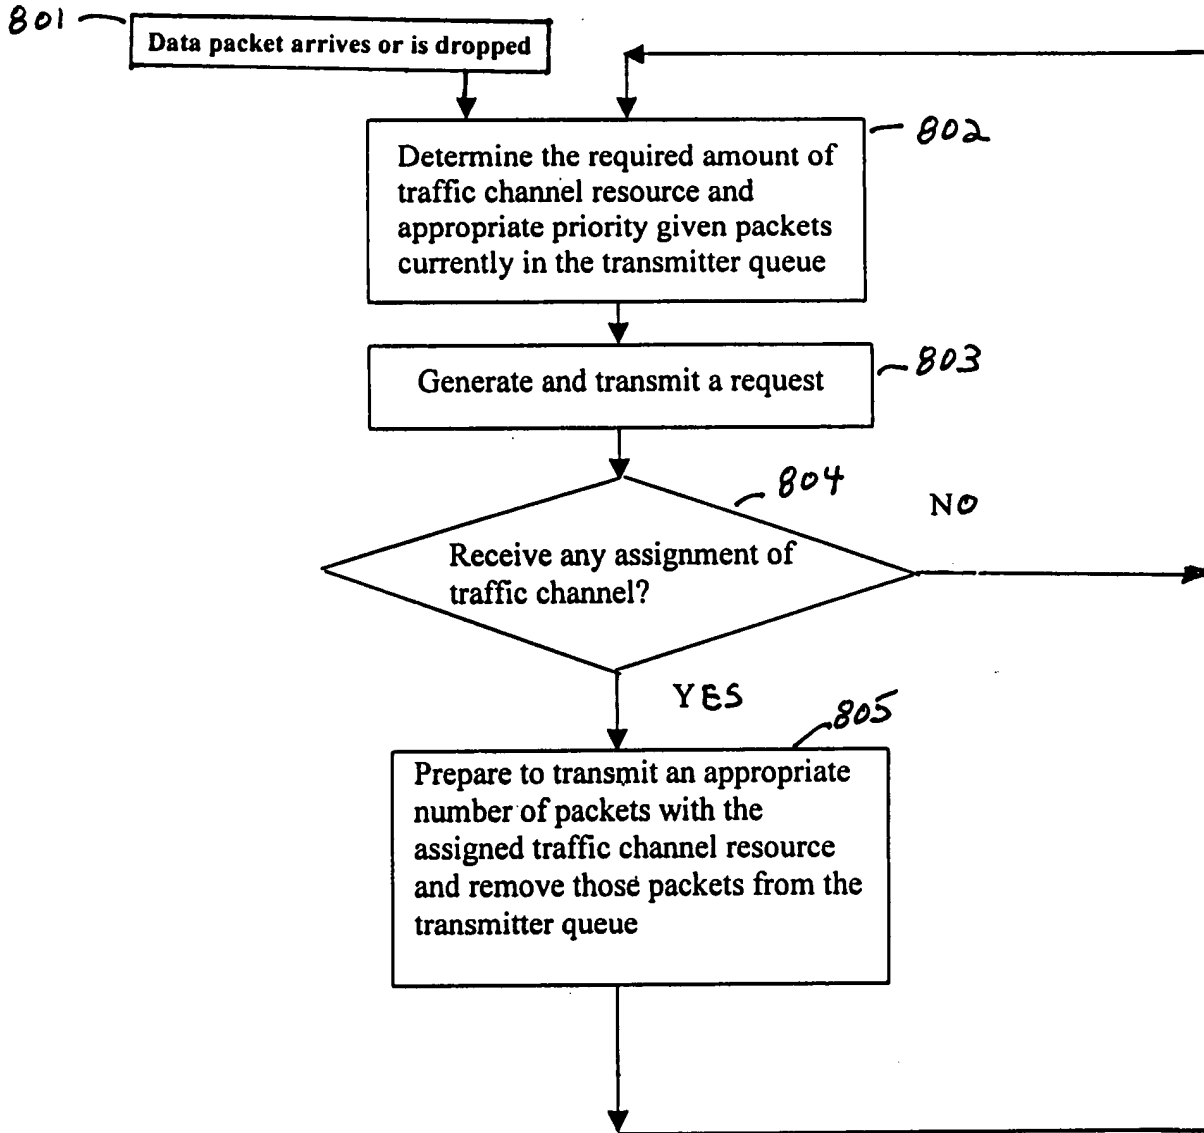 801
Data packet arrives or is dropped
802
Determine the required amount of
traffic channel resource and
appropriate priority given packets
currently in the transmitter queue
803
Generate and transmit a request
804
NO
Receive any assignment of
traffic channel?
YES
805
Prepare to transmit an appropriate
number of packets with the
assigned traffic channel resource
and remove those packets from the
transmitter queue